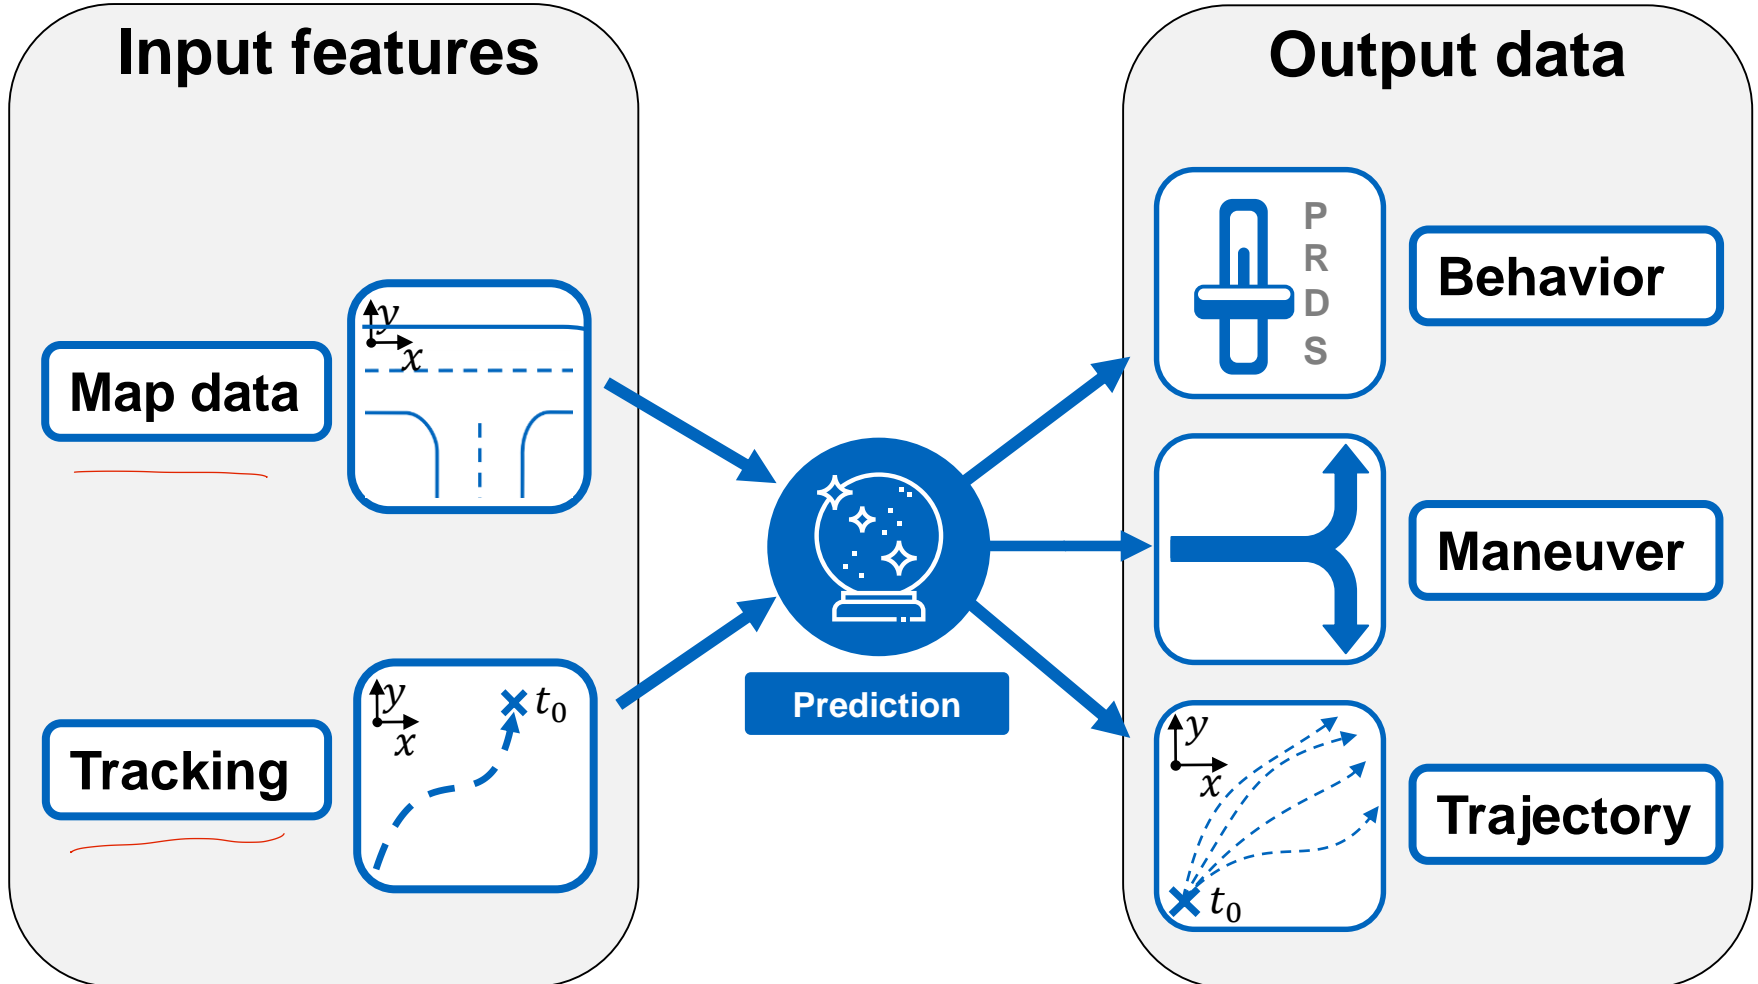 Input features
Map data
y
x
Tracking
y
x
t₀
Prediction
Output data
P
R
D
S
Behavior
Maneuver
y
x
t₀
Trajectory